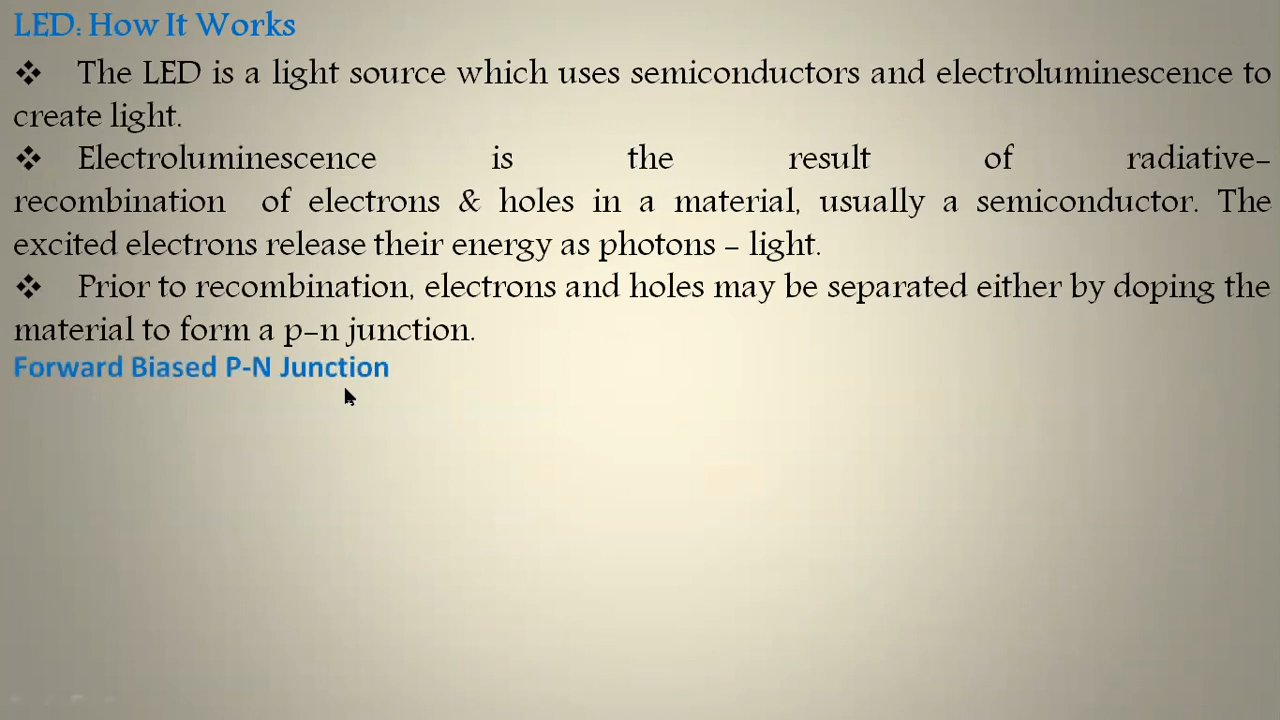 LED: How It Works
❖ The LED is a light source which uses semiconductors and electroluminescence to
create light.
❖ Electroluminescence is the result of radiative-
recombination of electrons & holes in a material, usually a semiconductor. The
excited electrons release their energy as photons – light.
❖ Prior to recombination, electrons and holes may be separated either by doping the
material to form a p-n junction.
Forward Biased P-N Junction